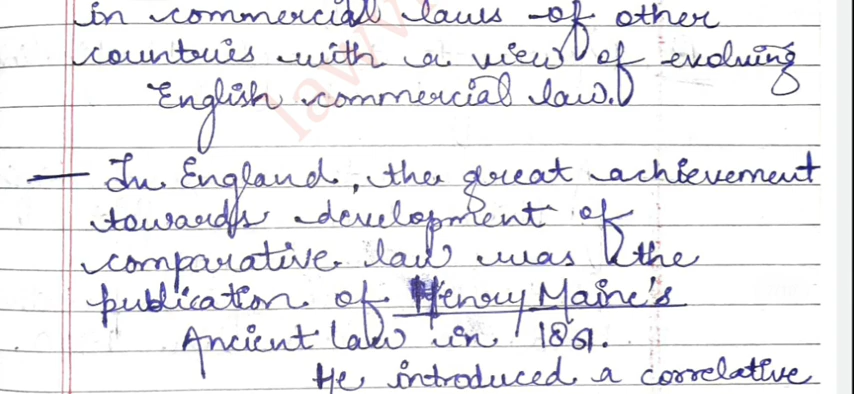 in commercial laws of other
countries with a view of evolving
English commercial law.
— In England, the great achievement
towards development of
comparative law was the
publication of Henry Maine's
Ancient law in 1861.
He introduced a correlative